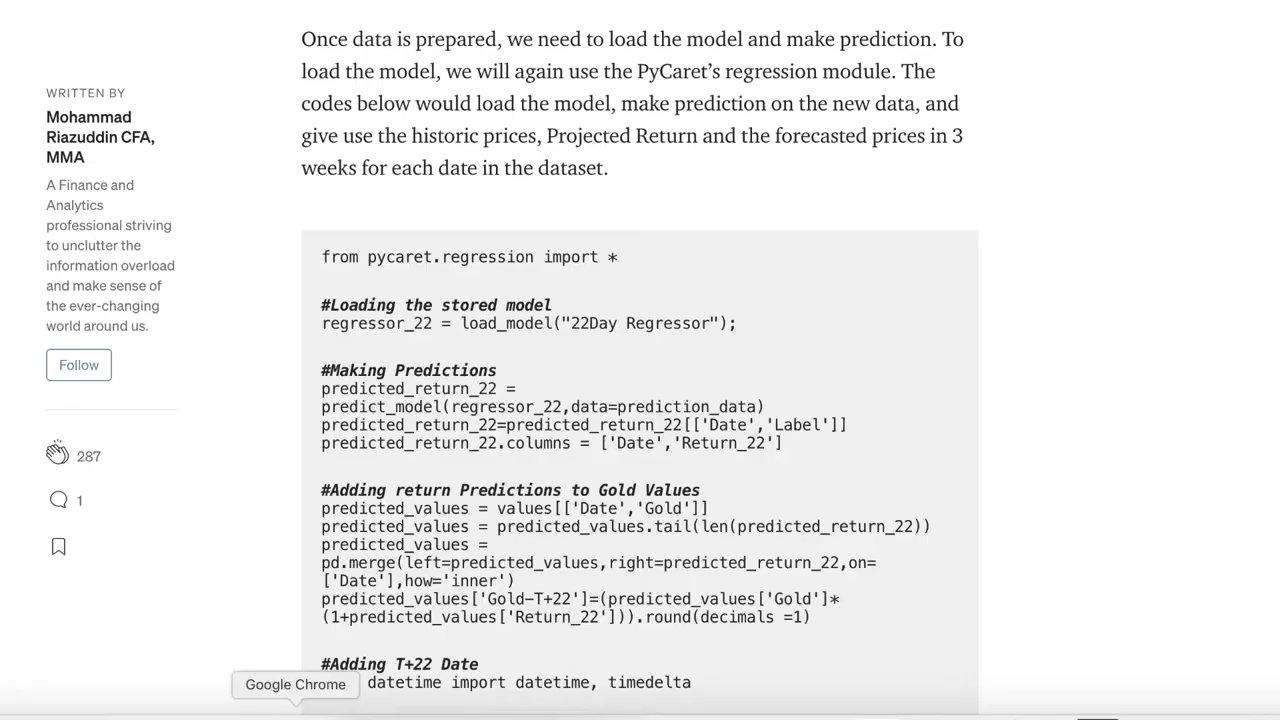 Once data is prepared, we need to load the model and make prediction. To
load the model, we will again use the PyCaret’s regression module. The
codes below would load the model, make prediction on the new data, and
give use the historic prices, Projected Return and the forecasted prices in 3
weeks for each date in the dataset.
WRITTEN BY
Mohammad
Riazuddin CFA,
MMA
A Finance and
Analytics
professional striving
to unclutter the
information overload
and make sense of
the ever-changing
world around us.
Follow
287
1
from pycaret.regression import *
#Loading the stored model
regressor_22 = load_model("22Day Regressor");
#Making Predictions
predicted_return_22 =
predict_model(regressor_22,data=prediction_data)
predicted_return_22=predicted_return_22[['Date','Label']]
predicted_return_22.columns = ['Date','Return_22']
#Adding return Predictions to Gold Values
predicted_values = values[['Date','Gold']]
predicted_values = predicted_values.tail(len(predicted_return_22))
predicted_values =
pd.merge(left=predicted_values,right=predicted_return_22,on=
['Date'],how='inner')
predicted_values['Gold-T+22']=(predicted_values['Gold']*
(1+predicted_values['Return_22'])).round(decimals =1)
#Adding T+22 Date
datetime import datetime, timedelta
Google Chrome